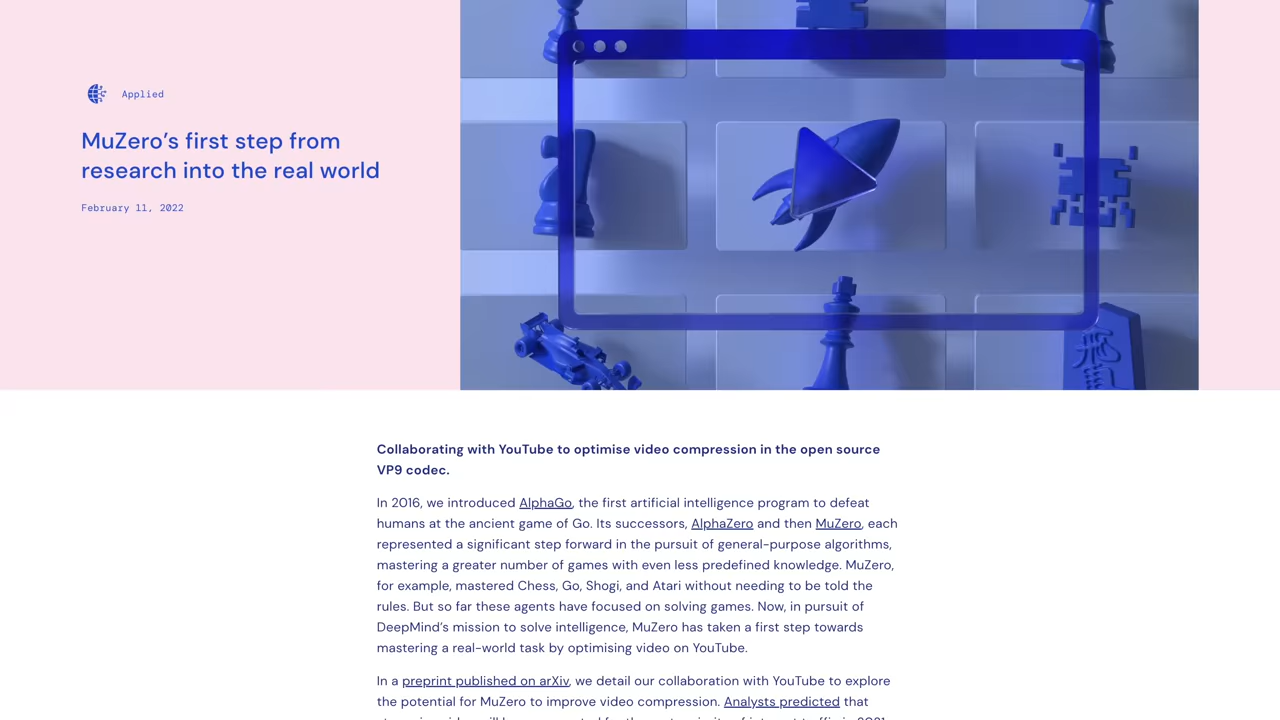 Applied
MuZero’s first step from
research into the real world
February 11, 2022
Collaborating with YouTube to optimise video compression in the open source
VP9 codec.
In 2016, we introduced AlphaGo, the first artificial intelligence program to defeat
humans at the ancient game of Go. Its successors, AlphaZero and then MuZero, each
represented a significant step forward in the pursuit of general-purpose algorithms,
mastering a greater number of games with even less predefined knowledge. MuZero,
for example, mastered Chess, Go, Shogi, and Atari without needing to be told the
rules. But so far these agents have focused on solving games. Now, in pursuit of
DeepMind’s mission to solve intelligence, MuZero has taken a first step towards
mastering a real-world task by optimising video on YouTube.
In a preprint published on arXiv, we detail our collaboration with YouTube to explore
the potential for MuZero to improve video compression. Analysts predicted that